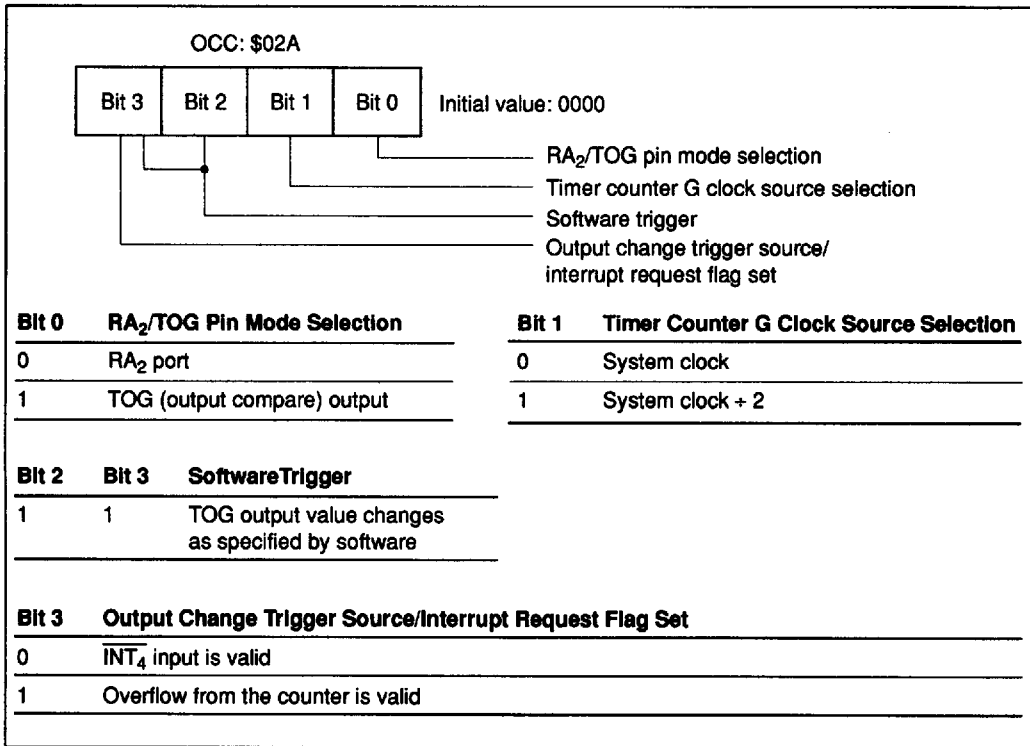 OCC: $02A
Bit 3 Bit 2 Bit 1 Bit 0 Initial value: 0000
RA2/TOG pin mode selection
Timer counter G clock source selection
Software trigger
Output change trigger source/
interrupt request flag set
Bit 0 RA2/TOG Pin Mode Selection
0 RA2 port
1 TOG (output compare) output
Bit 1 Timer Counter G Clock Source Selection
0 System clock
1 System clock ÷ 2
Bit 2 Bit 3 SoftwareTrigger
1 1 TOG output value changes
as specified by software
Bit 3 Output Change Trigger Source/Interrupt Request Flag Set
0 INT4 input is valid
1 Overflow from the counter is valid